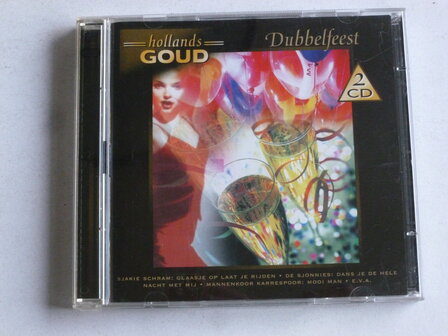 hollands
GOUD
Dubbelfeest
2
CD
SJAKIE SCHRAM: GLAASJE OP LAAT JE RIJDEN • DE SJONNIES: DANS JE DE HELE
NACHT MET MIJ • MANNENKOOR KARRESPOOR: MOOI MAN • E.V.A.